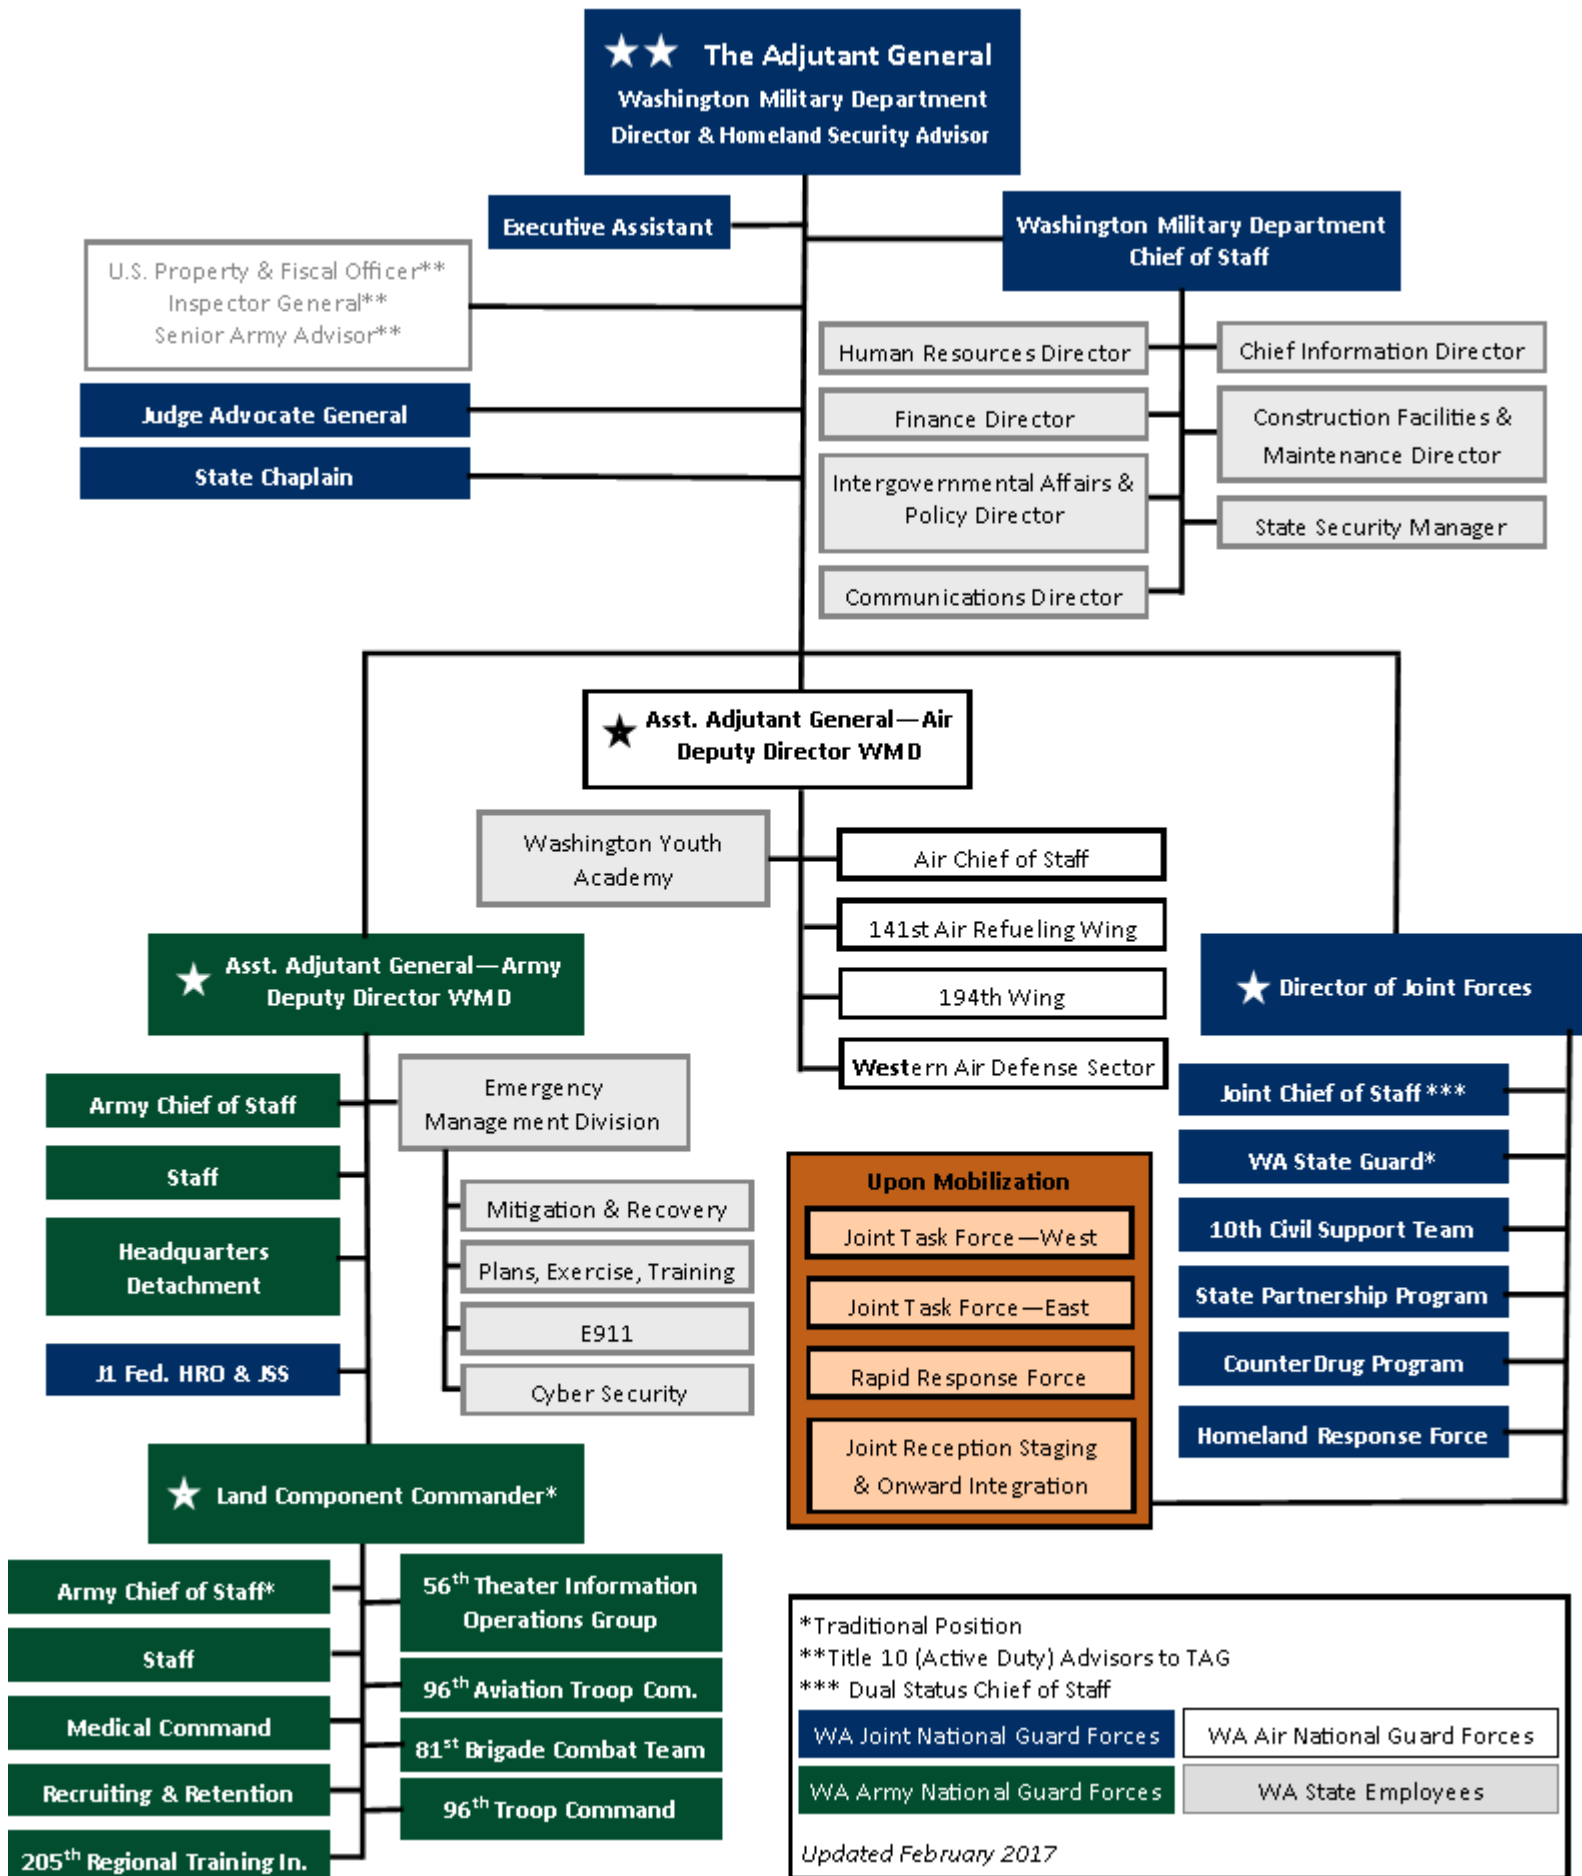 The Adjutant General
Washington Military Department
Director & Homeland Security Advisor
Executive Assistant
Washington Military Department
Chief of Staff
U.S. Property & Fiscal Officer**
Inspector General**
Senior Army Advisor**
Judge Advocate General
State Chaplain
Human Resources Director
Chief Information Director
Finance Director
Construction Facilities &
Maintenance Director
Intergovernmental Affairs &
Policy Director
State Security Manager
Communications Director
Asst. Adjutant General—Air
Deputy Director WMD
Washington Youth
Academy
Air Chief of Staff
141st Air Refueling Wing
194th Wing
Western Air Defense Sector
Asst. Adjutant General—Army
Deputy Director WMD
Army Chief of Staff
Emergency
Management Division
Staff
Headquarters
Detachment
J1 Fed. HRO & JSS
Mitigation & Recovery
Plans, Exercise, Training
E911
Cyber Security
Director of Joint Forces
Joint Chief of Staff ***
WA State Guard*
10th Civil Support Team
State Partnership Program
CounterDrug Program
Homeland Response Force
Upon Mobilization
Joint Task Force—West
Joint Task Force—East
Rapid Response Force
Joint Reception Staging
& Onward Integration
Land Component Commander*
Army Chief of Staff*
Staff
Medical Command
Recruiting & Retention
205th Regional Training In.
56th Theater Information
Operations Group
96th Aviation Troop Com.
81st Brigade Combat Team
96th Troop Command
*Traditional Position
**Title 10 (Active Duty) Advisors to TAG
*** Dual Status Chief of Staff
WA Joint National Guard Forces
WA Air National Guard Forces
WA Army National Guard Forces
WA State Employees
Updated February 2017